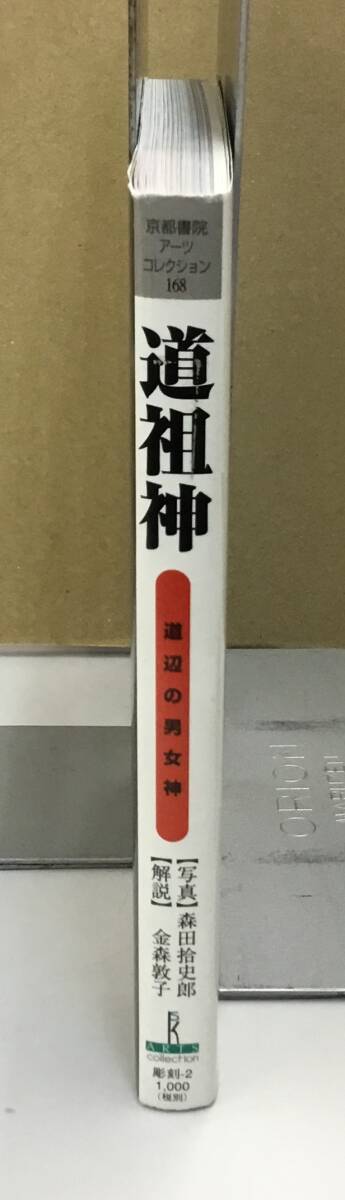 京都書院
アーツ
コレクション
168
道祖神
道辺の男女神
【写真】森田拾史郎
【解説】金森敦子
ARTS
collection
彫刻-2
1,000
(税別)
ORION